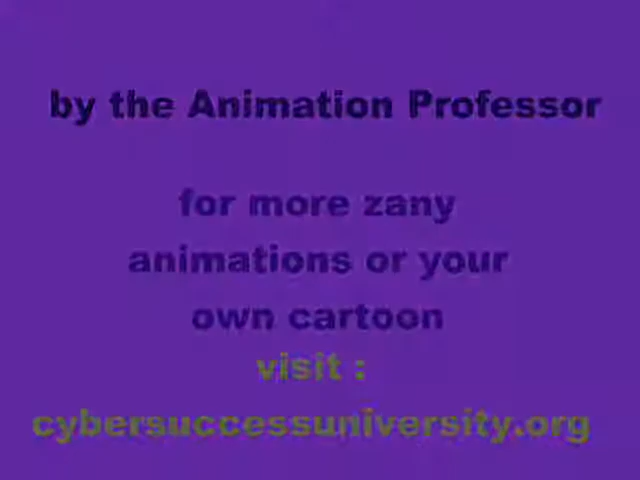 by the Animation Professor
for more zany
animations or your
own cartoon
visit :
cybersuccessuniversity.org